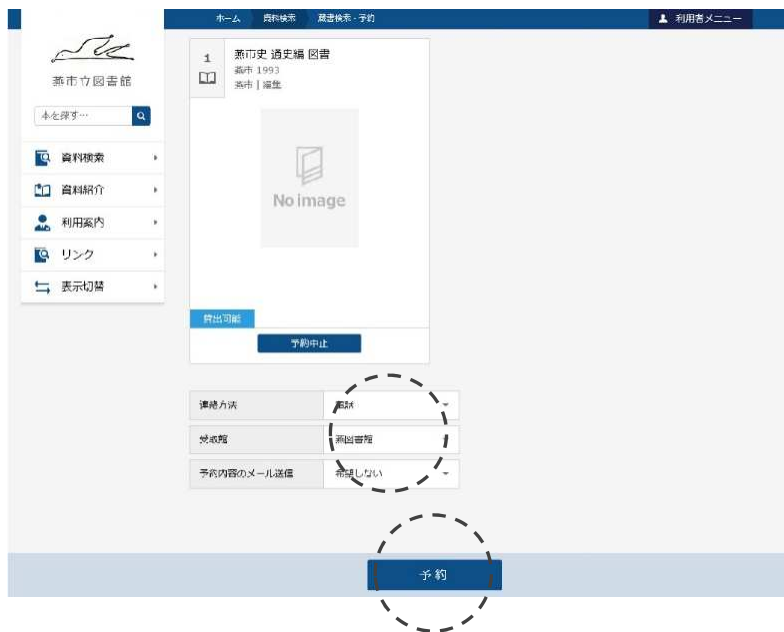 ホーム 資料検索 蔵書検索・予約 利用者メニュー
燕市立図書館
本を探す…
資料検索
資料紹介
利用案内
リンク
表示切替
1
燕市史 通史編 図書
燕市 1993
燕市 | 編集
No image
貸出可能
予約中止
連絡方法 電話
受取館 燕図書館
予約内容のメール送信 希望しない
予約